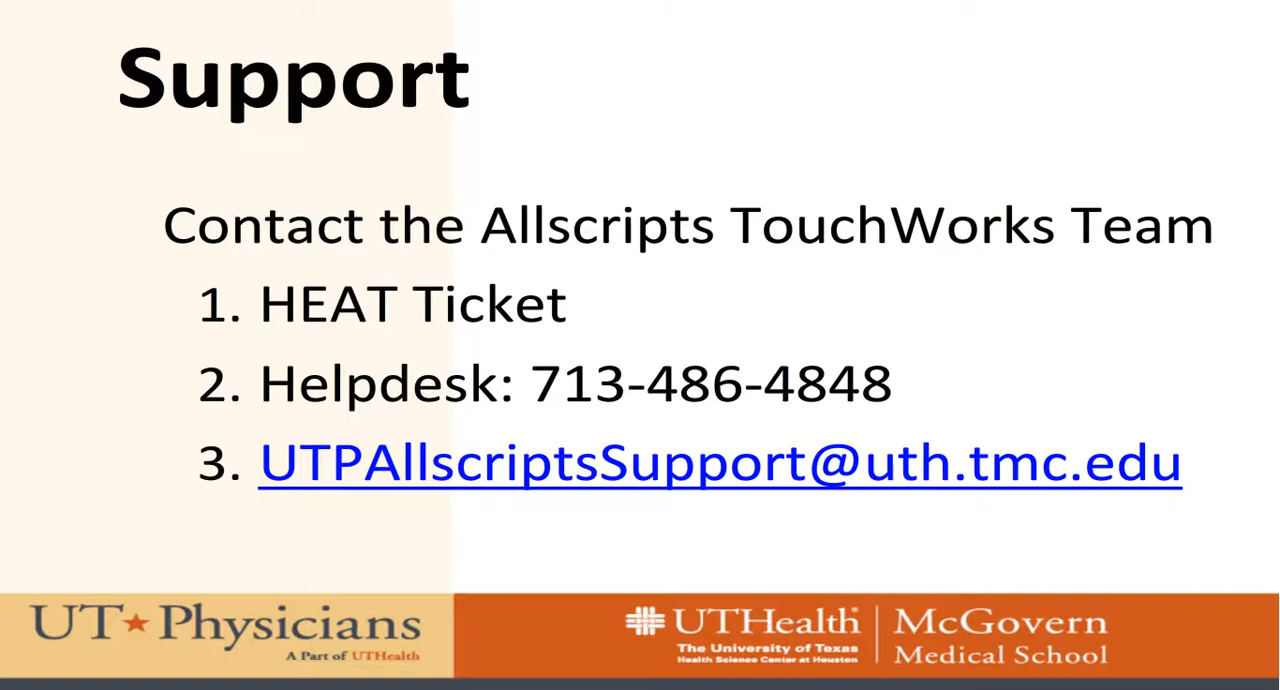 Support
Contact the Allscripts TouchWorks Team
1. HEAT Ticket
2. Helpdesk: 713-486-4848
3. UTPAllscriptsSupport@uth.tmc.edu
UT★Physicians
A Part of UTHealth
UTHealth®
The University of Texas
Health Science Center at Houston
McGovern
Medical School